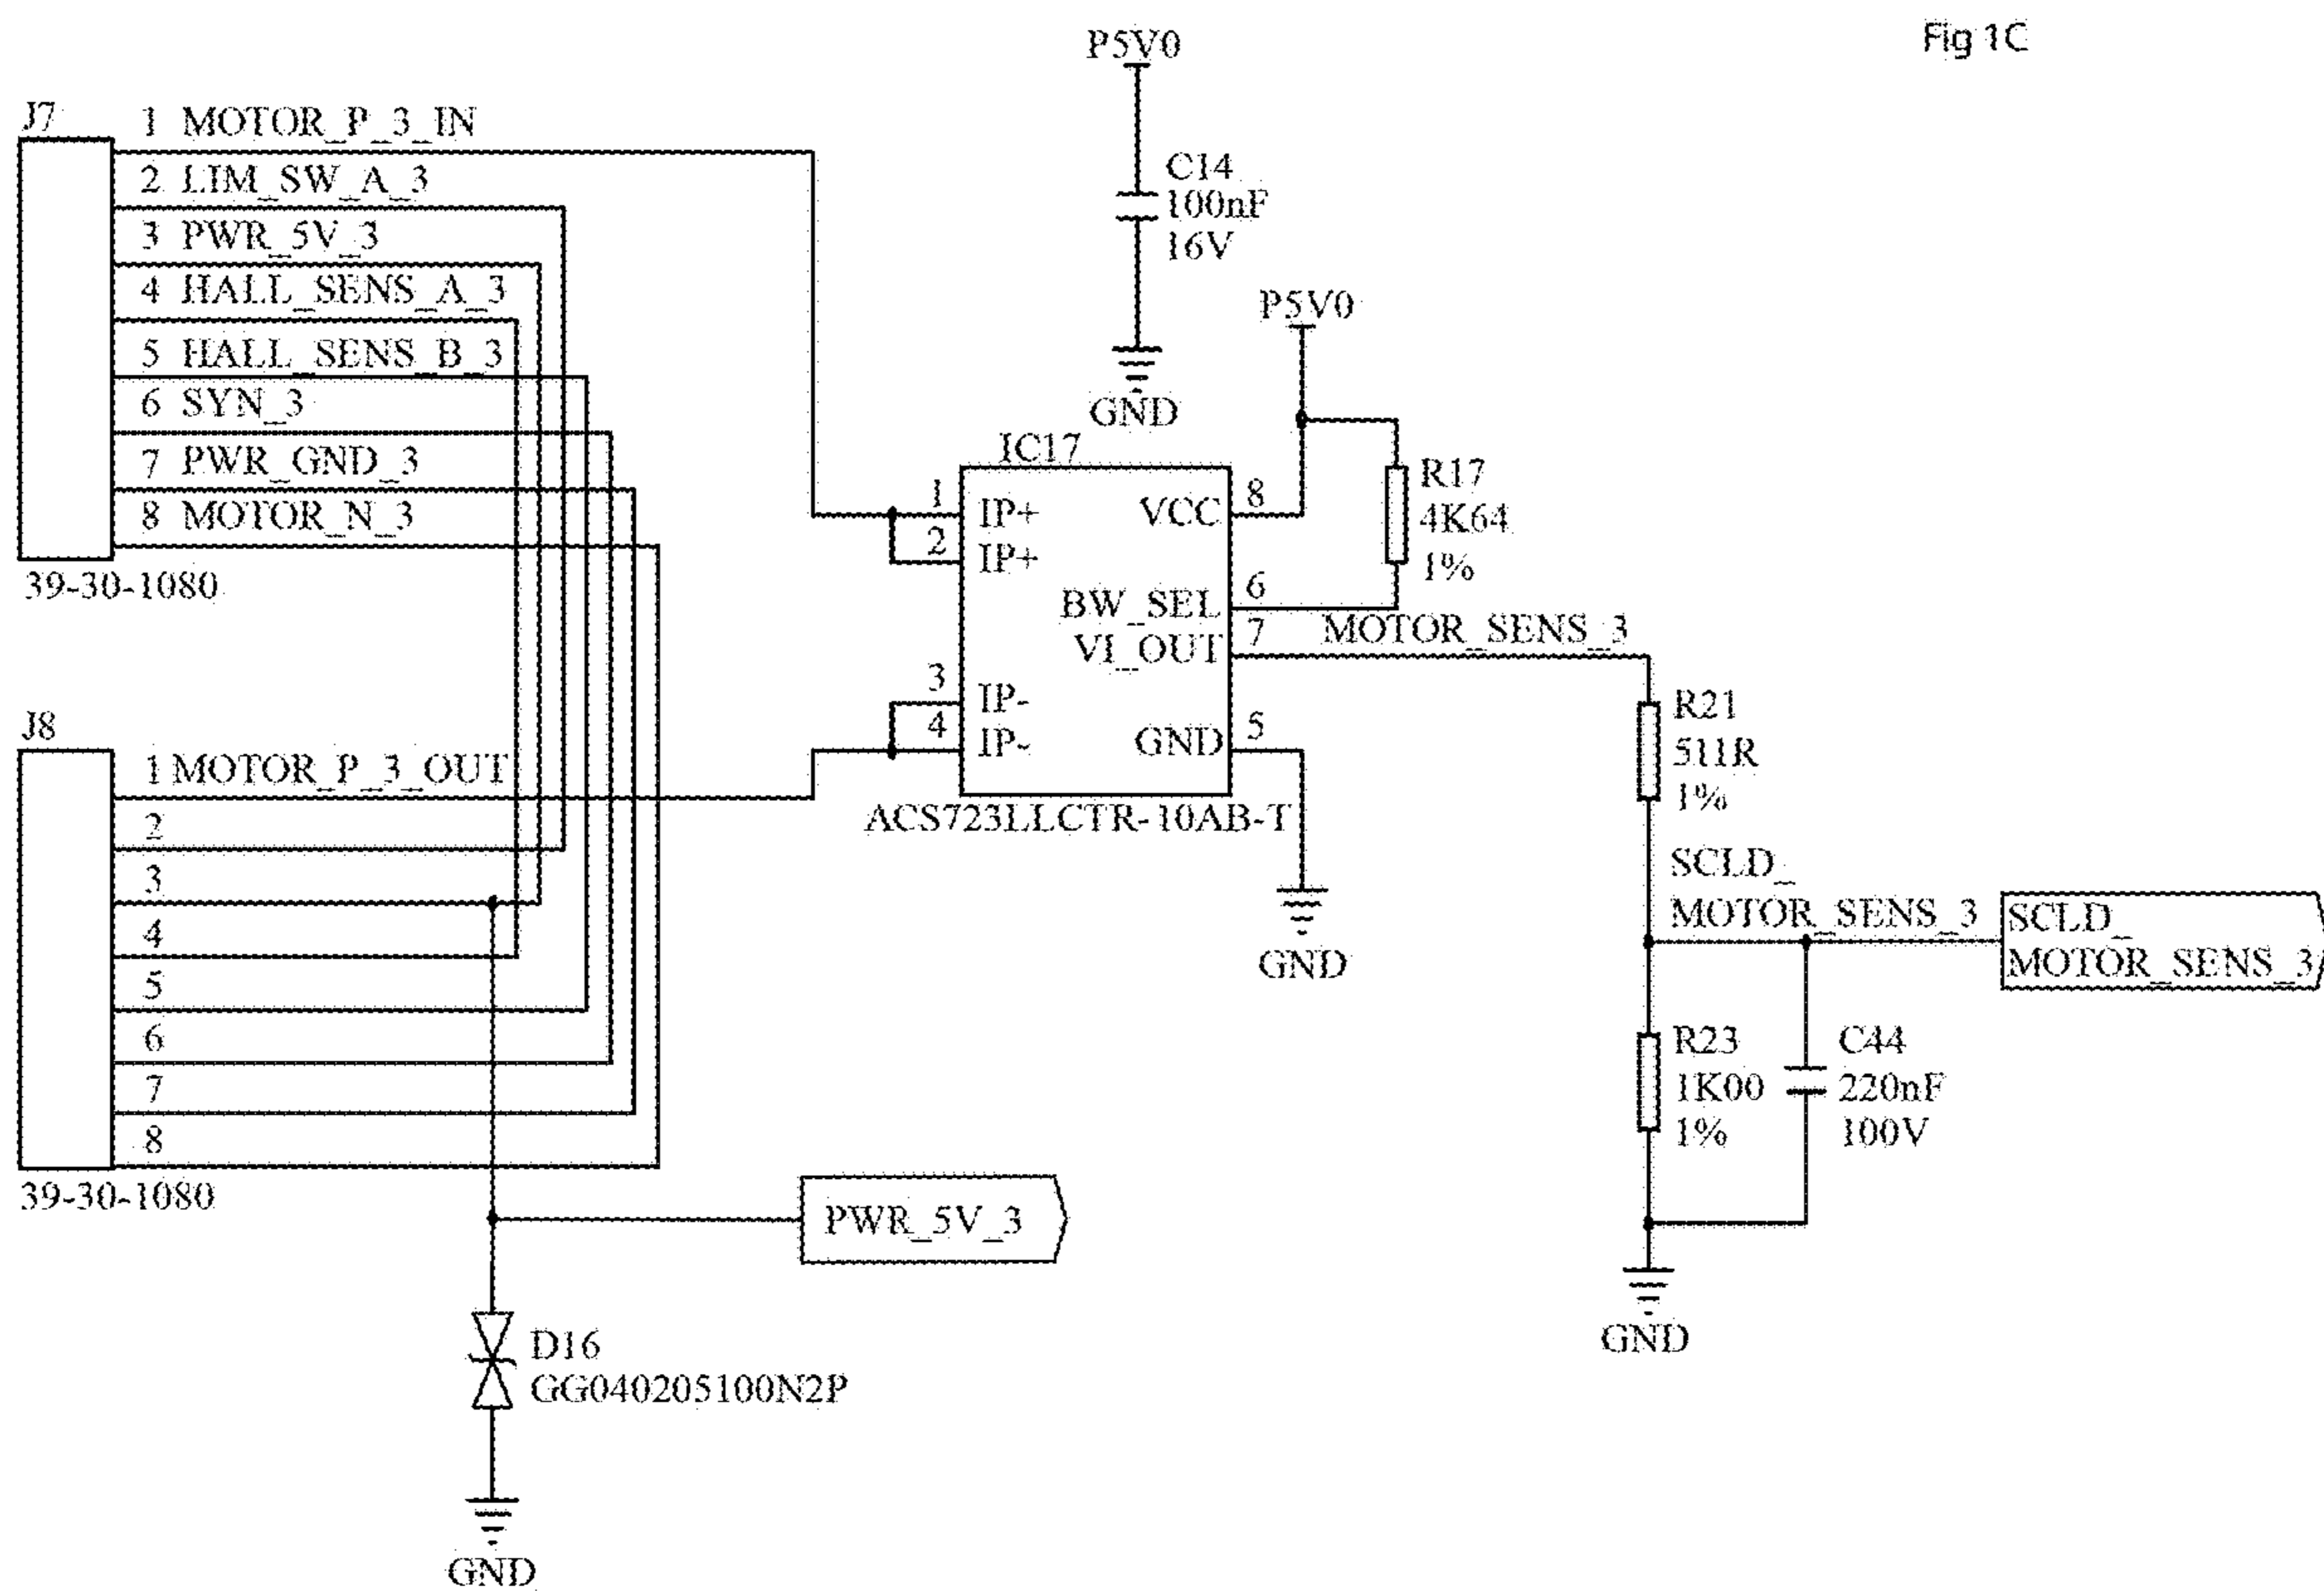 Fig 1C
P5V0
C14
100nF
16V
GND
J7
1 MOTOR_P_3_IN
2 LIM_SW_A_3
3 PWR_5V_3
4 HALL_SENS_A_3
5 HALL_SENS_B_3
6 SYN_3
7 PWR_GND_3
8 MOTOR_N_3
39-30-1080
P5V0
R17
4K64
1%
IC17
1 IP+
2 IP+
3 IP-
4 IP-
VCC 8
BW_SEL 6
VI_OUT 7
GND 5
ACS723LLCTR-10AB-T
GND
MOTOR_SENS_3
R21
511R
1%
SCLD_
MOTOR_SENS_3
SCLD_
MOTOR_SENS_3
R23
1K00
1%
C44
220nF
100V
GND
J8
1 MOTOR_P_3_OUT
2
3
4
5
6
7
8
39-30-1080
PWR_5V_3
D16
GG040205100N2P
GND